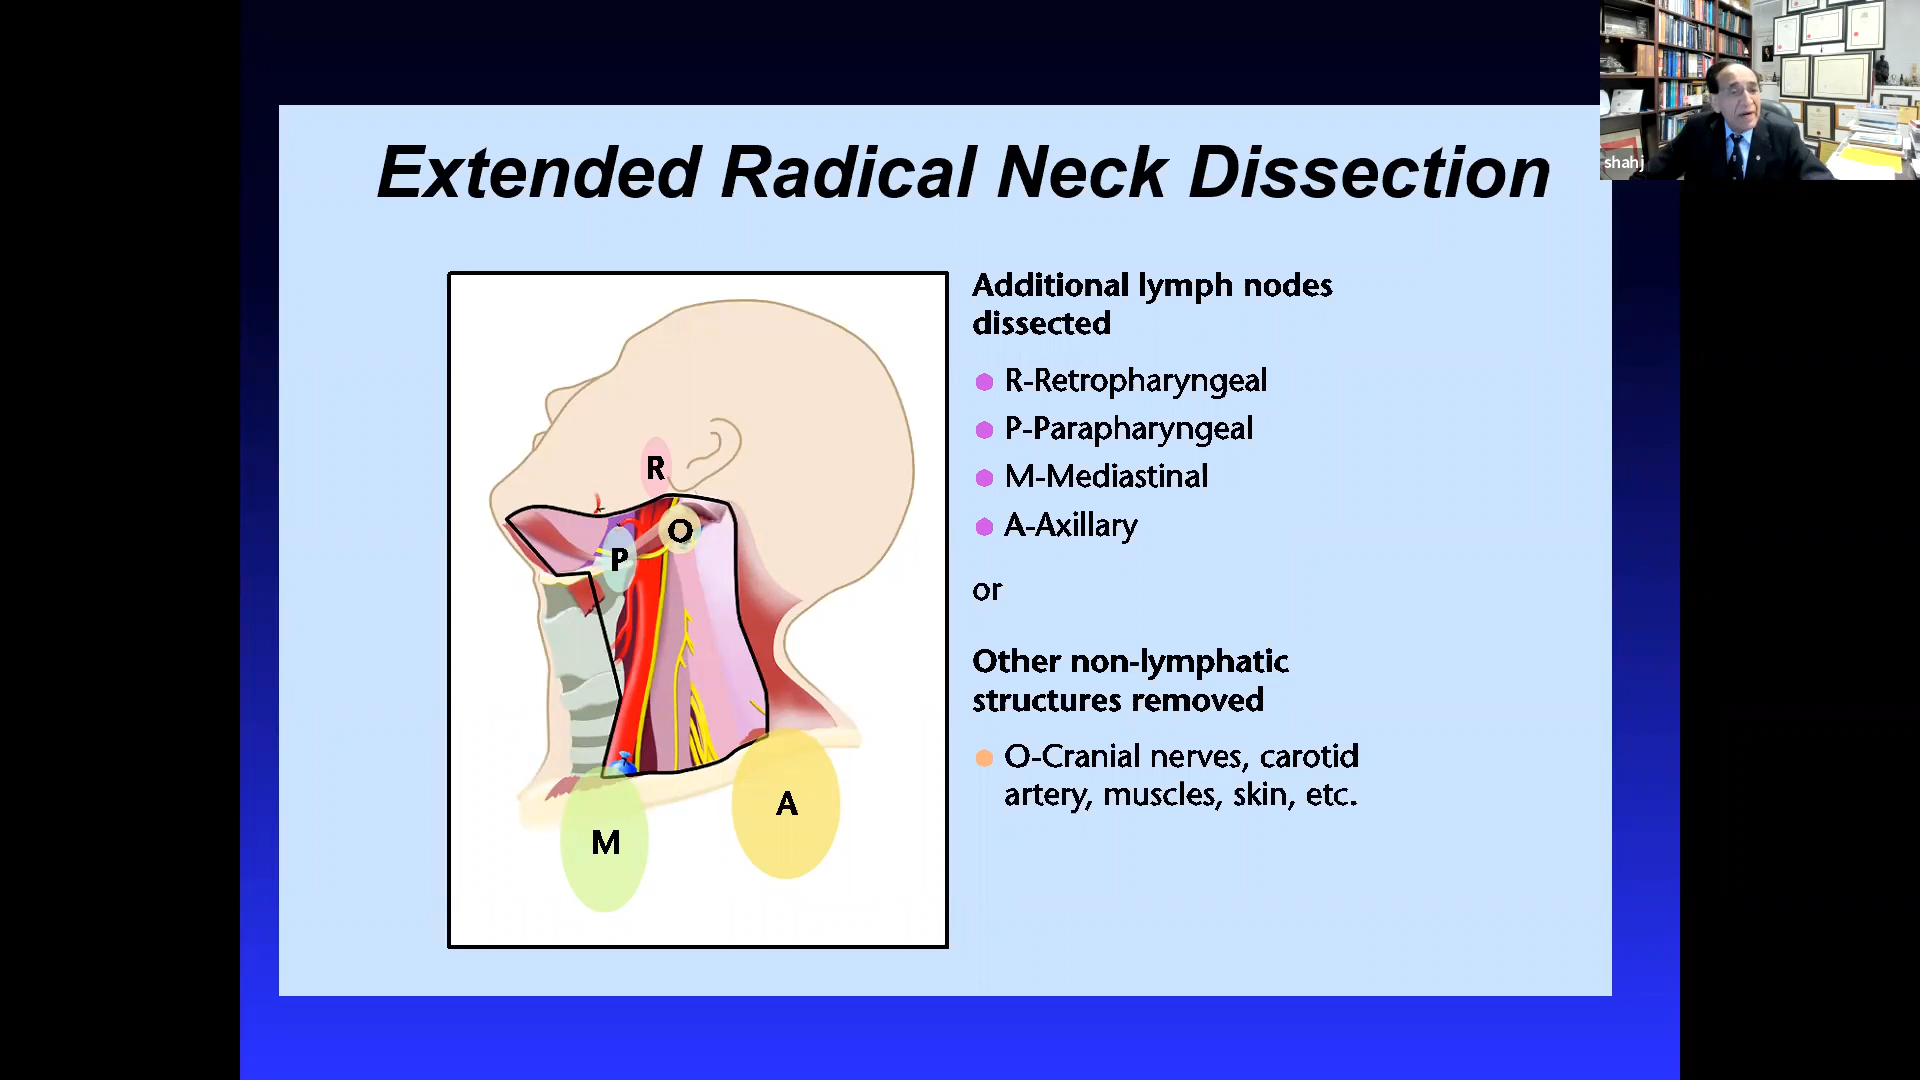 Extended Radical Neck Dissection
shahj
Additional lymph nodes
dissected
R-Retropharyngeal
P-Parapharyngeal
M-Mediastinal
A-Axillary
or
Other non-lymphatic
structures removed
O-Cranial nerves, carotid
artery, muscles, skin, etc.
R
O
P
A
M